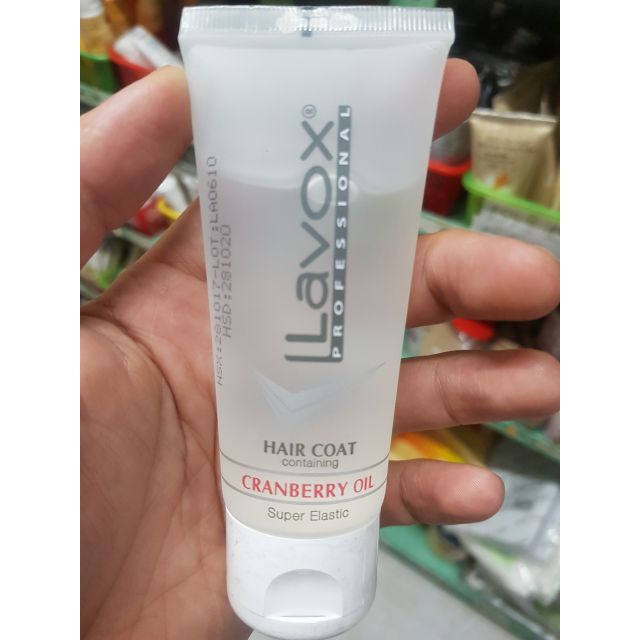 Lavox®
PROFESSIONAL
NSX:281017-LOT:LA0610
HSD:281020
HAIR COAT
containing
CRANBERRY OIL
Super Elastic